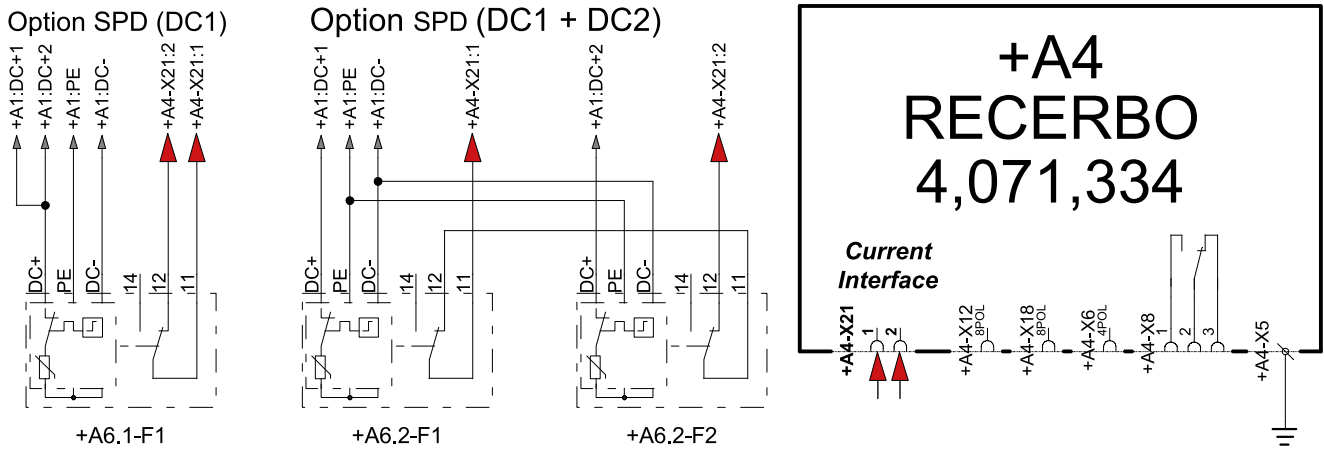 Option SPD (DC1)
+A1:DC+1
+A1:DC+2
+A1:PE
+A1:DC-
+A4-X21:2
+A4-X21:1
DC+
PE
DC-
14
12
11
+A6.1-F1
Option SPD (DC1 + DC2)
+A1:DC+1
+A1:PE
+A1:DC-
+A4-X21:1
+A1:DC+2
+A4-X21:2
DC+
PE
DC-
14
12
11
DC+
PE
DC-
14
12
11
+A6.2-F1
+A6.2-F2
+A4
RECERBO
4,071,334
Current
Interface
+A4-X21
1
2
+A4-X12
8POL
+A4-X18
8POL
+A4-X6
4POL
+A4-X8
1
2
3
+A4-X5